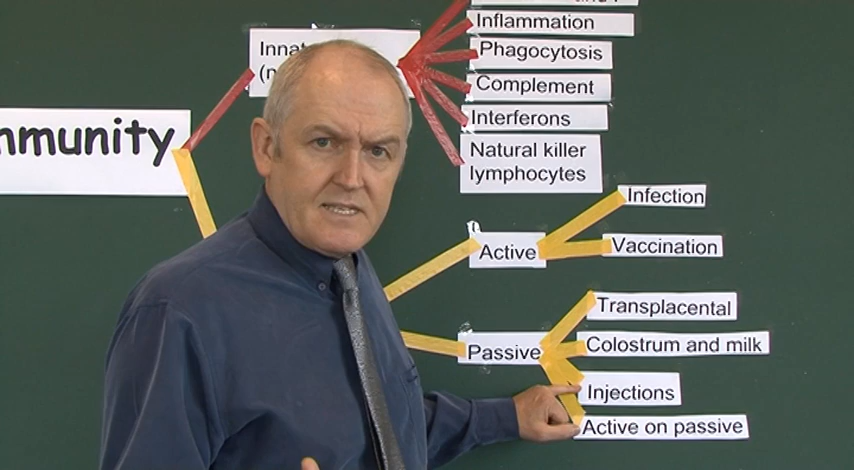 mmunity
Innat
Inflammation
Phagocytosis
Complement
Interferons
Natural killer
lymphocytes
Infection
Active
Vaccination
Transplacental
Colostrum and milk
Passive
Injections
Active on passive